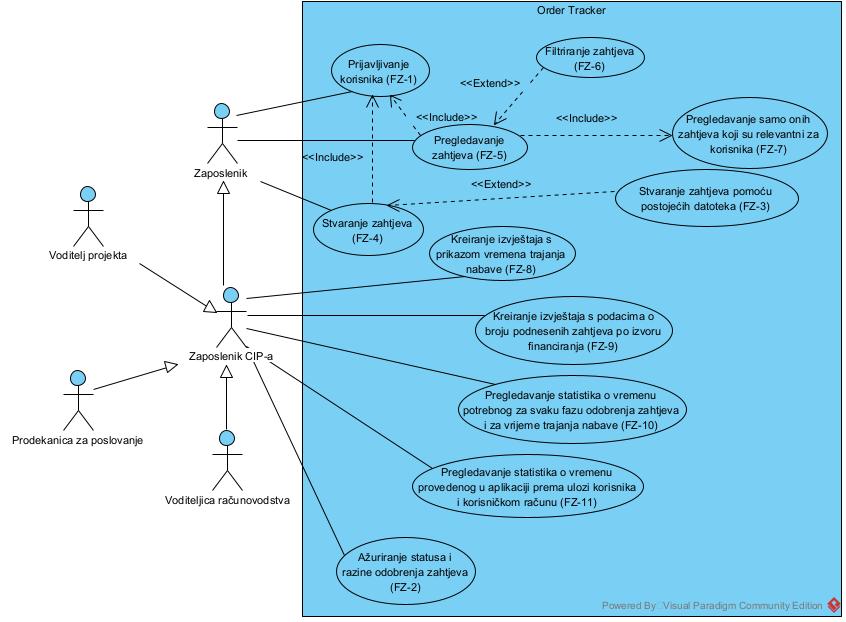 Order Tracker
Prijavljivanje
korisnika (FZ-1)
Filtriranje zahtjeva
(FZ-6)
<<Extend>>
<<Include>>
<<Include>>
Pregledavanje
zahtjeva (FZ-5)
Pregledavanje samo onih
zahtjeva koji su relevantni za
korisnika (FZ-7)
Zaposlenik
<<Include>>
<<Extend>>
Stvaranje zahtjeva pomoću
postojećih datoteka (FZ-3)
Stvaranje zahtjeva
(FZ-4)
Voditelj projekta
Kreiranje izvještaja s
prikazom vremena trajanja
nabave (FZ-8)
Kreiranje izvještaja s podacima o
broju podnesenih zahtjeva po izvoru
financiranja (FZ-9)
Zaposlenik CIP-a
Pregledavanje statistika o vremenu
potrebnog za svaku fazu odobrenja zahtjeva
i za vrijeme trajanja nabave (FZ-10)
Prodekanica za poslovanje
Pregledavanje statistika o vremenu
provedenog u aplikaciji prema ulozi korisnika
i korisničkom računu (FZ-11)
Voditeljica računovodstva
Ažuriranje statusa i
razine odobrenja zahtjeva
(FZ-2)
Powered By Visual Paradigm Community Edition